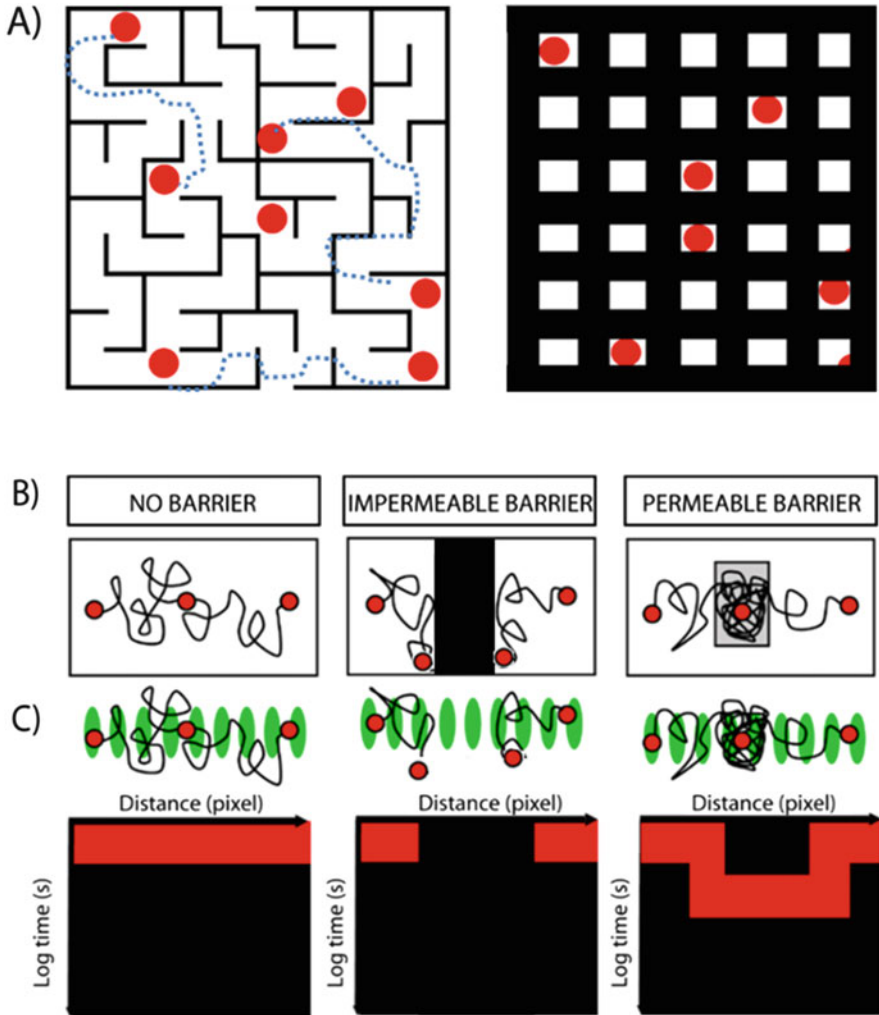 A)
B)
NO BARRIER
IMPERMEABLE BARRIER
PERMEABLE BARRIER
C)
Distance (pixel)
Distance (pixel)
Distance (pixel)
Log time (s)
Log time (s)
Log time (s)